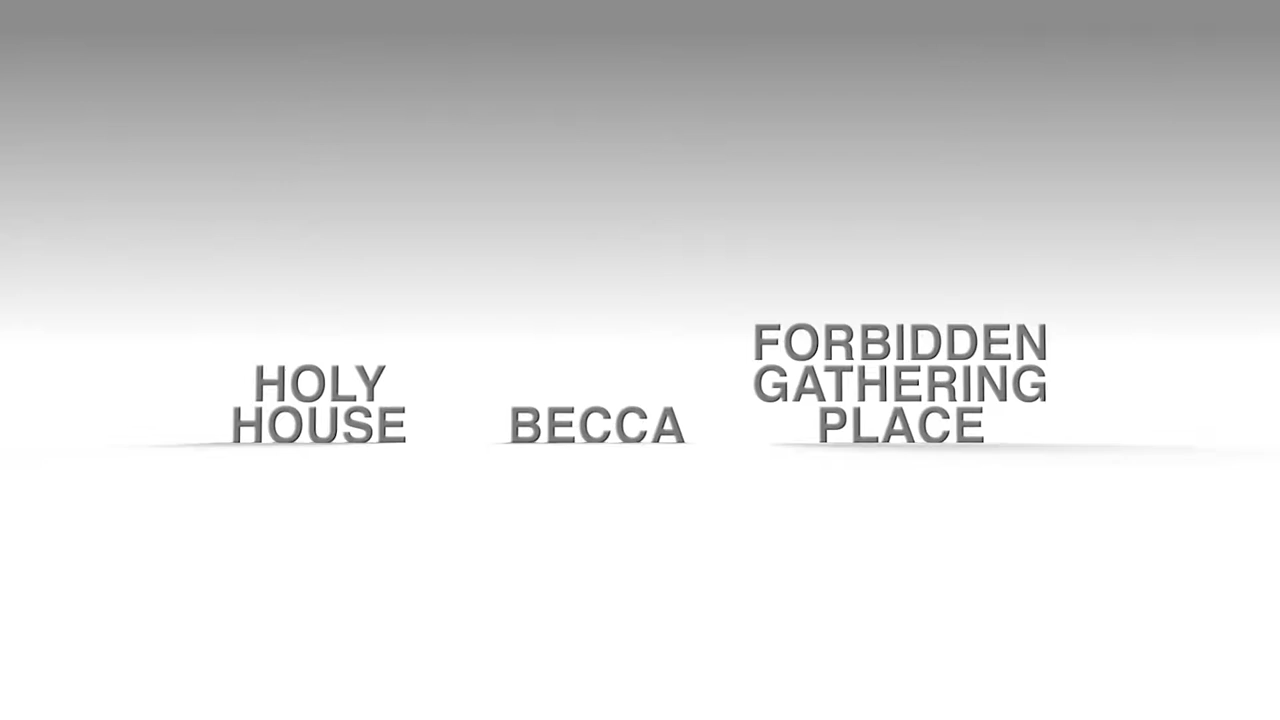 HOLY
HOUSE
BECCA
FORBIDDEN
GATHERING
PLACE